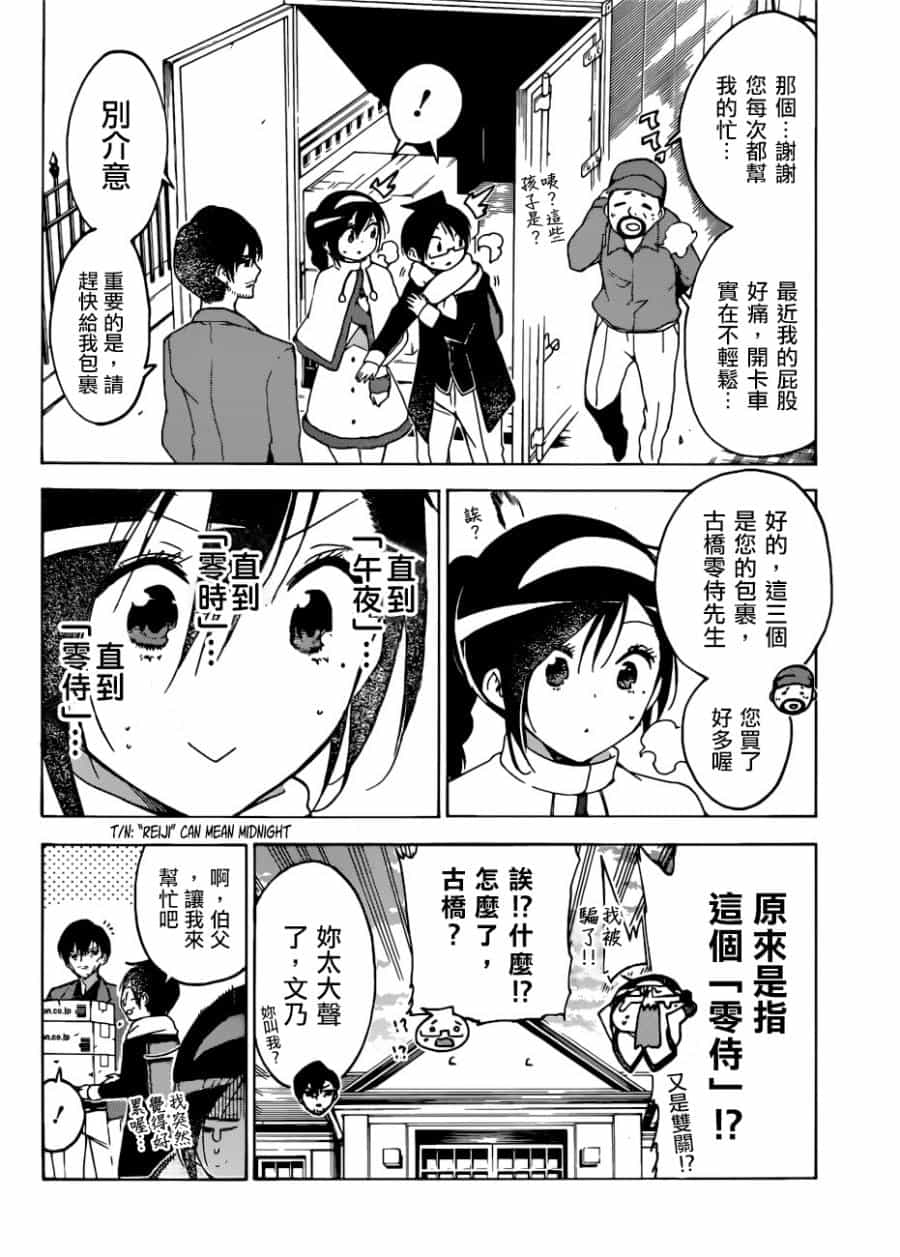 那個…謝謝
您每次都幫
我的忙…
最近我的屁股
好痛，開卡車
實在不輕鬆…
咦？這些
孩子是？
！
別介意
重要的是，請
趕快給我包裹
好的，這三個
是您的包裹，
古橋零侍先生
您買了
好多喔
誒？
直到
「午夜」…
直到
「零時」…
直到
「零侍」…
T/N: "REIJI" CAN MEAN MIDNIGHT
原來是指
這個「零侍」!?
又是雙關!?
我被
騙了!!
誒!?什麼!?
怎麼了，
古橋？
!?
!?
妳太大聲
了，文乃
妳叫我？
啊，伯父
，讓我來
幫忙吧
n.co.jp
on.co.jp
我突然
覺得好
累喔…
！